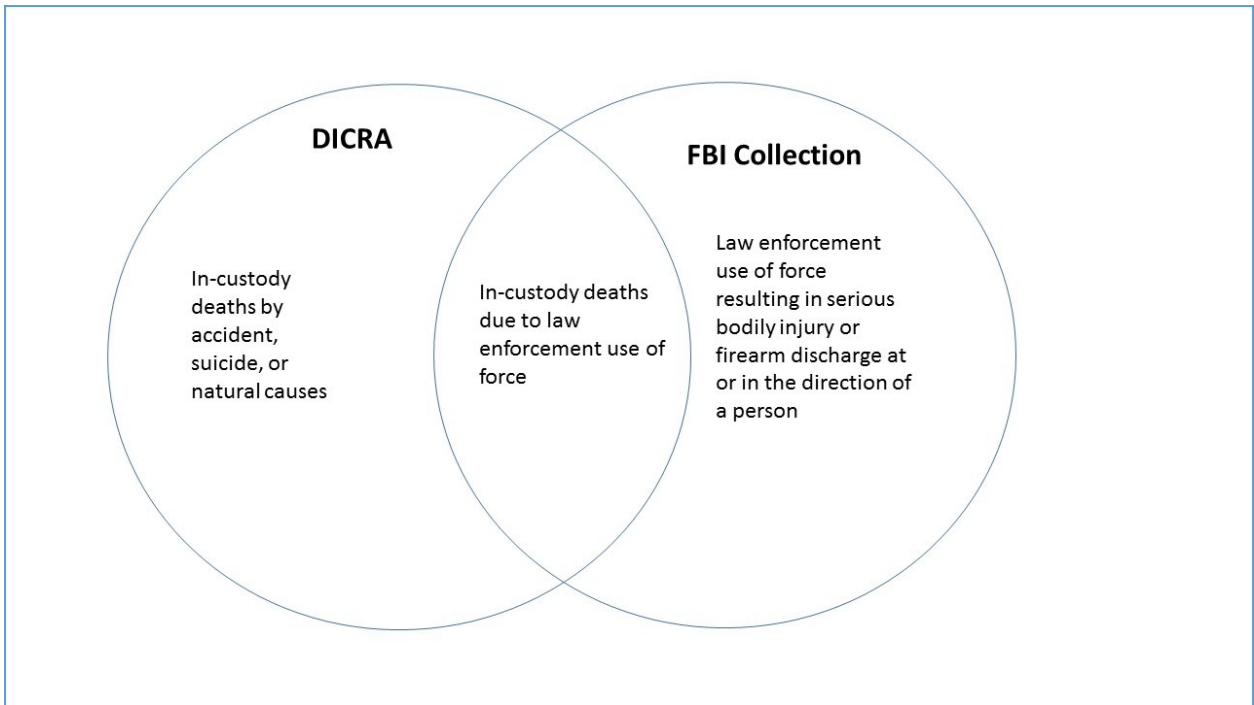 DICRA
In-custody
deaths by
accident,
suicide, or
natural causes
In-custody deaths
due to law
enforcement use of
force
FBI Collection
Law enforcement
use of force
resulting in serious
bodily injury or
firearm discharge at
or in the direction of
a person